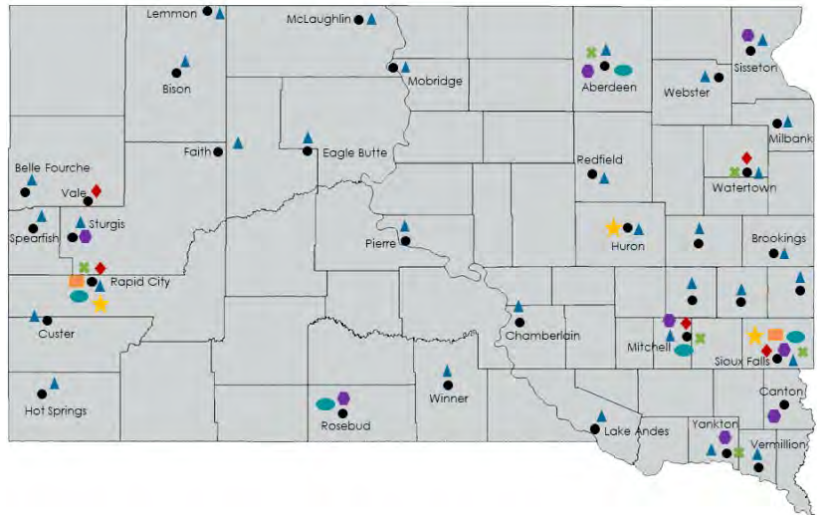 Lemmon
McLaughlin
Sisseton
Bison
Mobridge
Aberdeen
Webster
Milbank
Faith
Eagle Butte
Redfield
Belle Fourche
Vale
Watertown
Sturgis
Spearfish
Pierre
Huron
Brookings
Rapid City
Custer
Chamberlain
Mitchell
Sioux Falls
Hot Springs
Winner
Canton
Rosebud
Lake Andes
Yankton
Vermillion